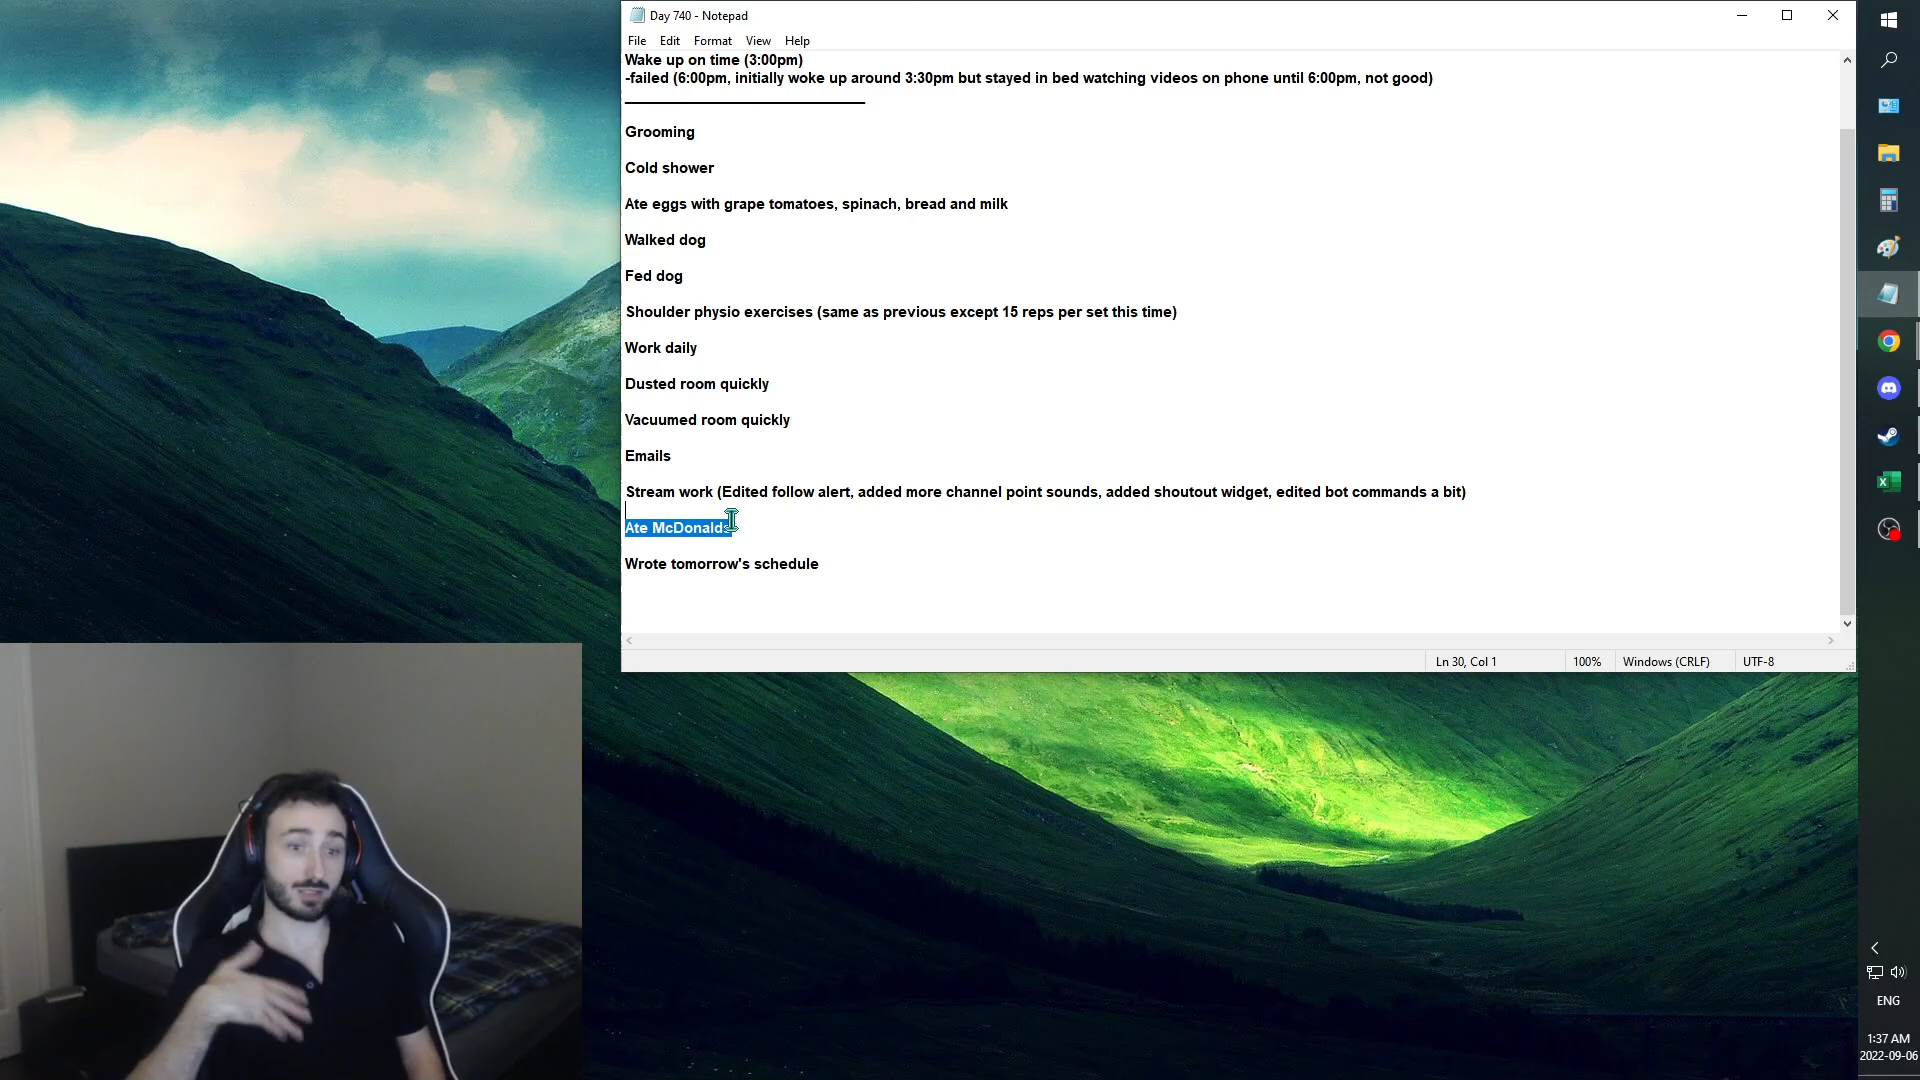 Day 740 - Notepad
File Edit Format View Help
Wake up on time (3:00pm)
-failed (6:00pm, initially woke up around 3:30pm but stayed in bed watching videos on phone until 6:00pm, not good)
Grooming
Cold shower
Ate eggs with grape tomatoes, spinach, bread and milk
Walked dog
Fed dog
Shoulder physio exercises (same as previous except 15 reps per set this time)
Work daily
Dusted room quickly
Vacuumed room quickly
Emails
Stream work (Edited follow alert, added more channel point sounds, added shoutout widget, edited bot commands a bit)
Ate McDonalds
Wrote tomorrow's schedule
Ln 30, Col 1 100% Windows (CRLF) UTF-8
ENG
1:37 AM
2022-09-06